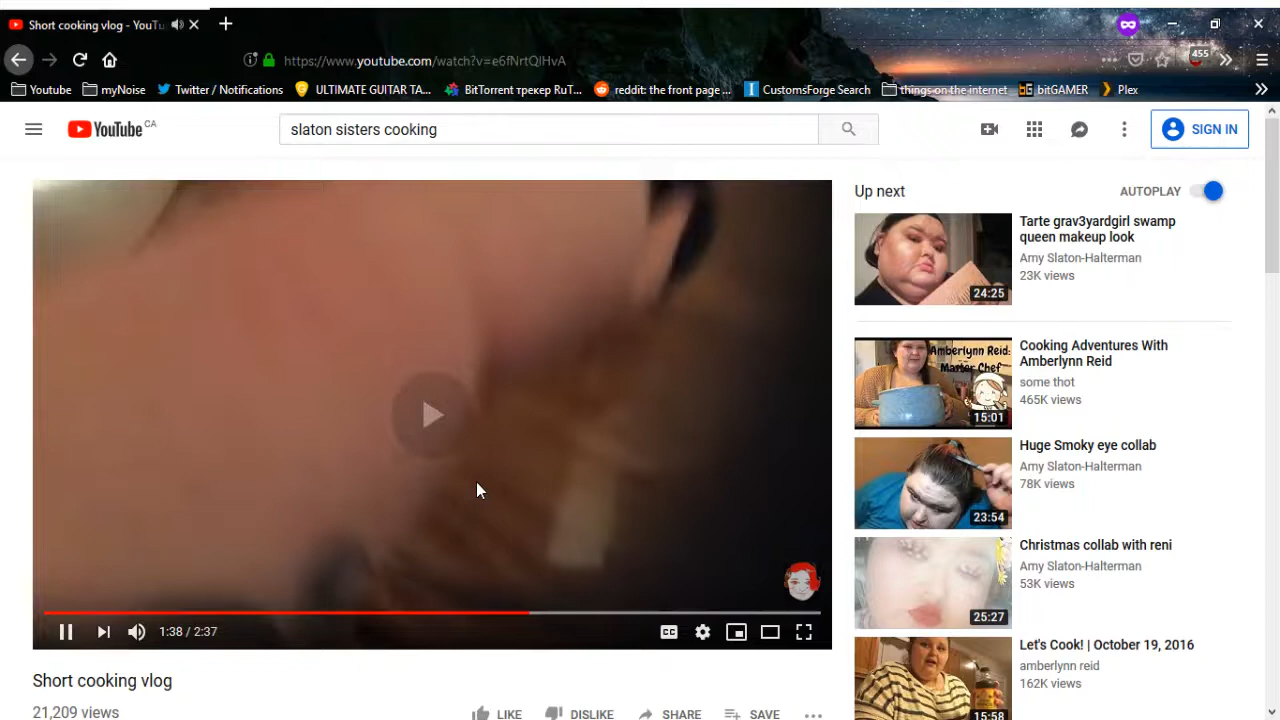 Short cooking vlog - YouTu
https://www.youtube.com/watch?v=e6fNrtQlHvA
455
Youtube myNoise Twitter / Notifications ULTIMATE GUITAR TA... BitTorrent трекер RuT... reddit: the front page ... CustomsForge Search things on the internet bitGAMER Plex
YouTube CA
slaton sisters cooking
SIGN IN
1:38 / 2:37
CC
Short cooking vlog
21,209 views
LIKE DISLIKE SHARE SAVE
Up next
AUTOPLAY
24:25
Tarte grav3yardgirl swamp
queen makeup look
Amy Slaton-Halterman
23K views
Amberlynn Reid:
Master Chef
15:01
Cooking Adventures With
Amberlynn Reid
some thot
465K views
23:54
Huge Smoky eye collab
Amy Slaton-Halterman
78K views
25:27
Christmas collab with reni
Amy Slaton-Halterman
53K views
15:58
Let's Cook! | October 19, 2016
amberlynn reid
162K views